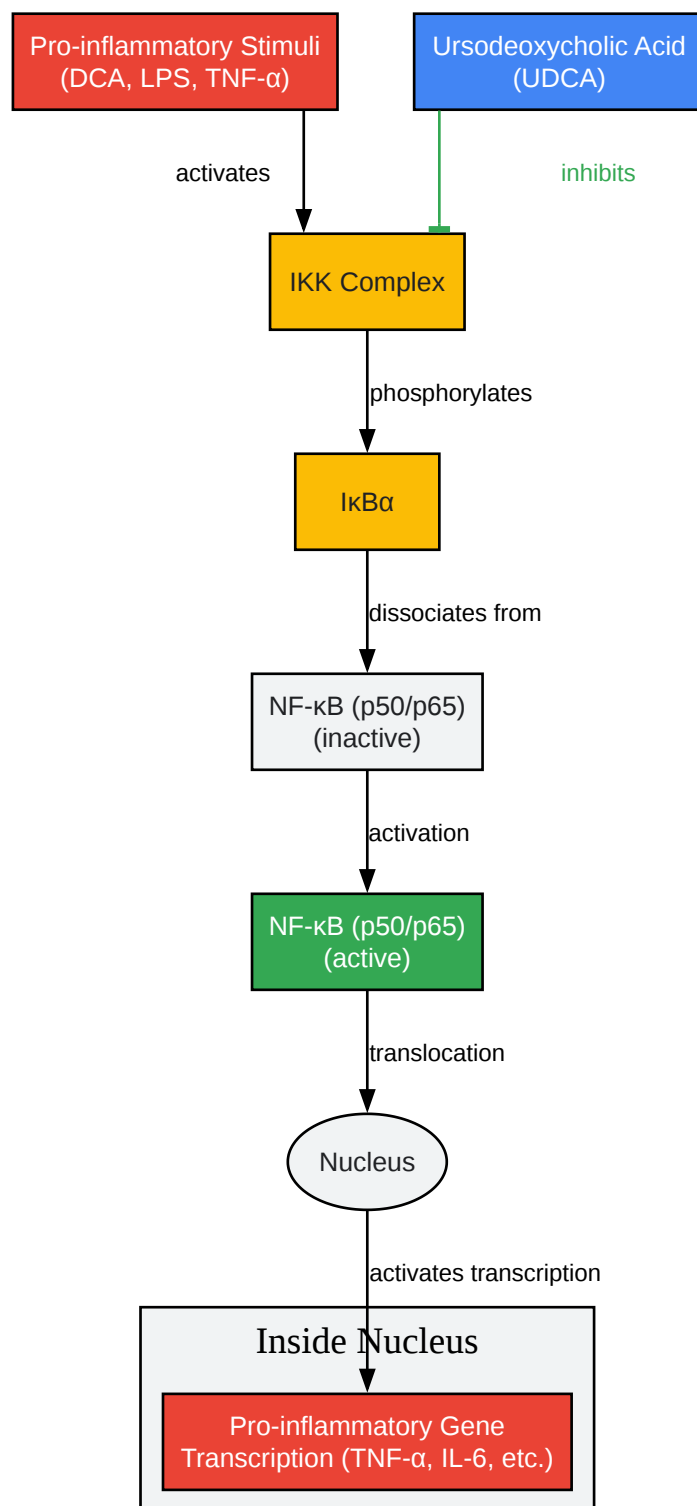 Pro-inflammatory Stimuli
(DCA, LPS, TNF-α)
Ursodeoxycholic Acid
(UDCA)
activates
inhibits
IKK Complex
phosphorylates
IκBα
dissociates from
NF-κB (p50/p65)
(inactive)
activation
NF-κB (p50/p65)
(active)
translocation
Nucleus
activates transcription
Inside Nucleus
Pro-inflammatory Gene
Transcription (TNF-α, IL-6, etc.)